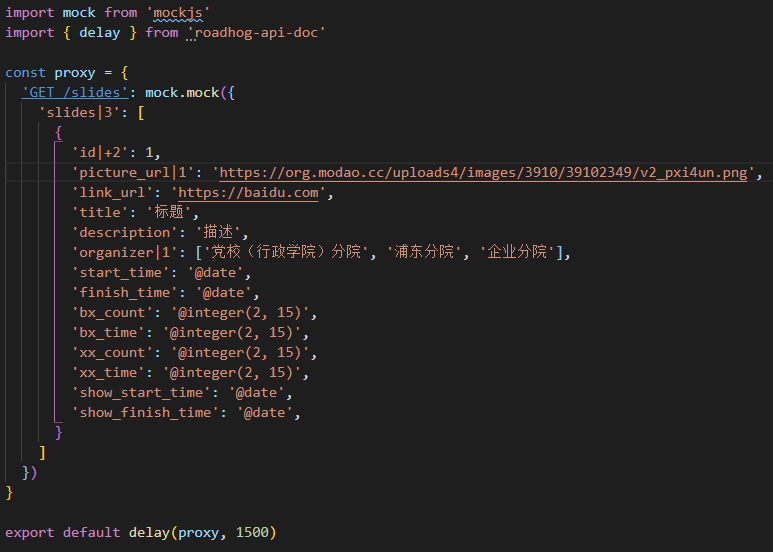 import mock from 'mockjs'
import { delay } from 'roadhog-api-doc'

const proxy = {
  'GET /slides': mock.mock({
    'slides|3': [
      {
        'id|+2': 1,
        'picture_url|1': 'https://org.modao.cc/uploads4/images/3910/39102349/v2_pxi4un.png',
        'link_url': 'https://baidu.com',
        'title': '标题',
        'description': '描述',
        'organizer|1': ['党校（行政学院）分院', '浦东分院', '企业分院'],
        'start_time': '@date',
        'finish_time': '@date',
        'bx_count': '@integer(2, 15)',
        'bx_time': '@integer(2, 15)',
        'xx_count': '@integer(2, 15)',
        'xx_time': '@integer(2, 15)',
        'show_start_time': '@date',
        'show_finish_time': '@date',
      }
    ]
  })
}

export default delay(proxy, 1500)